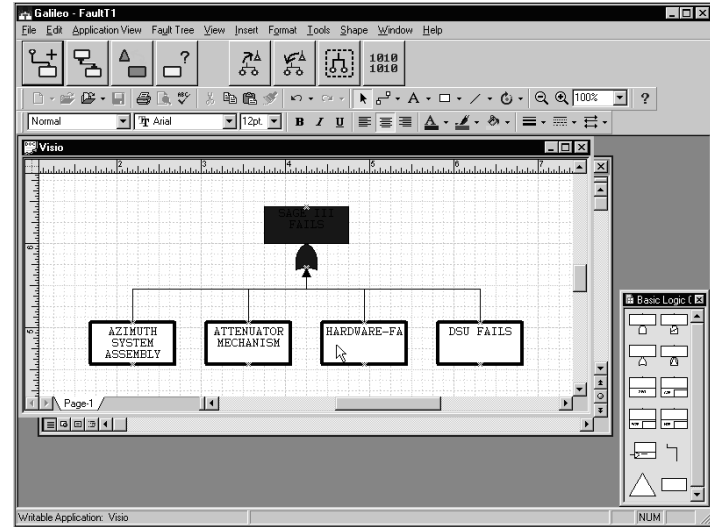 Galileo - FaultT1
File Edit Application View Fault Tree View Insert Format Tools Shape Window Help
1010
1010
100%
Normal Arial 12pt. B I U
Visio
2 3 4 5 6 7
SAGE III
FAILS
AZIMUTH
SYSTEM
ASSEMBLY
ATTENUATOR
MECHANISM
HARDWARE-FA
DSU FAILS
Page-1
Basic Logic (
Writable Application: Visio
NUM